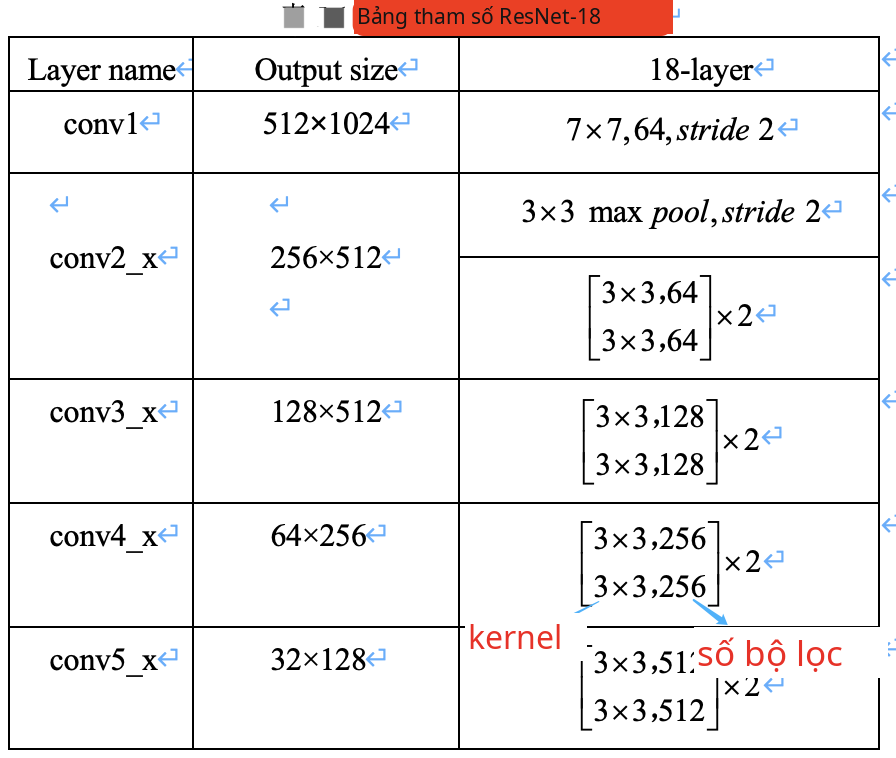 Bảng tham số ResNet-18
Layer name Output size 18-layer
conv1 512×1024 7×7,64,stride 2
3×3 max pool,stride 2
conv2_x 256×512
3×3,64
3×3,64
×2
conv3_x 128×512
3×3,128
3×3,128
×2
conv4_x 64×256
3×3,256
3×3,256
×2
kernel
số bộ lọc
conv5_x 32×128
3×3,512
×2